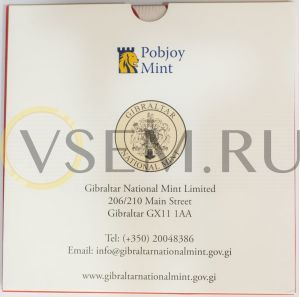 Pobjoy
Mint
GIBRALTAR
NATIONAL MINT
VSEM.RU
Gibraltar National Mint Limited
206/210 Main Street
Gibraltar GX11 1AA
Tel: (+350) 20048386
Email: info@gibraltarnationalmint.gov.gi
www.gibraltarnationalmint.gov.gi